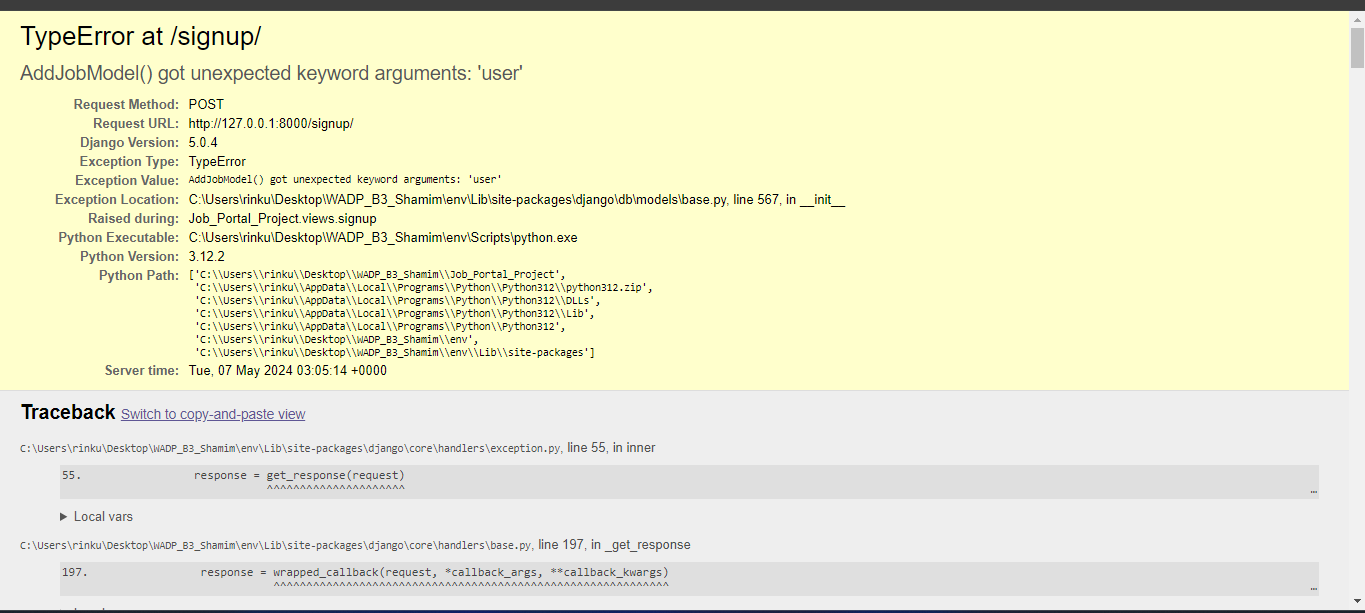 TypeError at /signup/
AddJobModel() got unexpected keyword arguments: 'user'
Request Method: POST
Request URL: http://127.0.0.1:8000/signup/
Django Version: 5.0.4
Exception Type: TypeError
Exception Value: AddJobModel() got unexpected keyword arguments: 'user'
Exception Location: C:\Users\rinku\Desktop\WADP_B3_Shamim\env\Lib\site-packages\django\db\models\base.py, line 567, in __init__
Raised during: Job_Portal_Project.views.signup
Python Executable: C:\Users\rinku\Desktop\WADP_B3_Shamim\env\Scripts\python.exe
Python Version: 3.12.2
Python Path: ['C:\\Users\\rinku\\Desktop\\WADP_B3_Shamim\\Job_Portal_Project',
'C:\\Users\\rinku\\AppData\\Local\\Programs\\Python\\Python312\\python312.zip',
'C:\\Users\\rinku\\AppData\\Local\\Programs\\Python\\Python312\\DLLs',
'C:\\Users\\rinku\\AppData\\Local\\Programs\\Python\\Python312\\Lib',
'C:\\Users\\rinku\\AppData\\Local\\Programs\\Python\\Python312',
'C:\\Users\\rinku\\Desktop\\WADP_B3_Shamim\\env',
'C:\\Users\\rinku\\Desktop\\WADP_B3_Shamim\\env\\Lib\\site-packages']
Server time: Tue, 07 May 2024 03:05:14 +0000
Traceback Switch to copy-and-paste view
C:\Users\rinku\Desktop\WADP_B3_Shamim\env\Lib\site-packages\django\core\handlers\exception.py, line 55, in inner
55. response = get_response(request)
^^^^^^^^^^^^^^^^^^^^^
…
▶ Local vars
C:\Users\rinku\Desktop\WADP_B3_Shamim\env\Lib\site-packages\django\core\handlers\base.py, line 197, in _get_response
197. response = wrapped_callback(request, *callback_args, **callback_kwargs)
^^^^^^^^^^^^^^^^^^^^^^^^^^^^^^^^^^^^^^^^^^^^^^^^^^^^^^^^^^^^
…